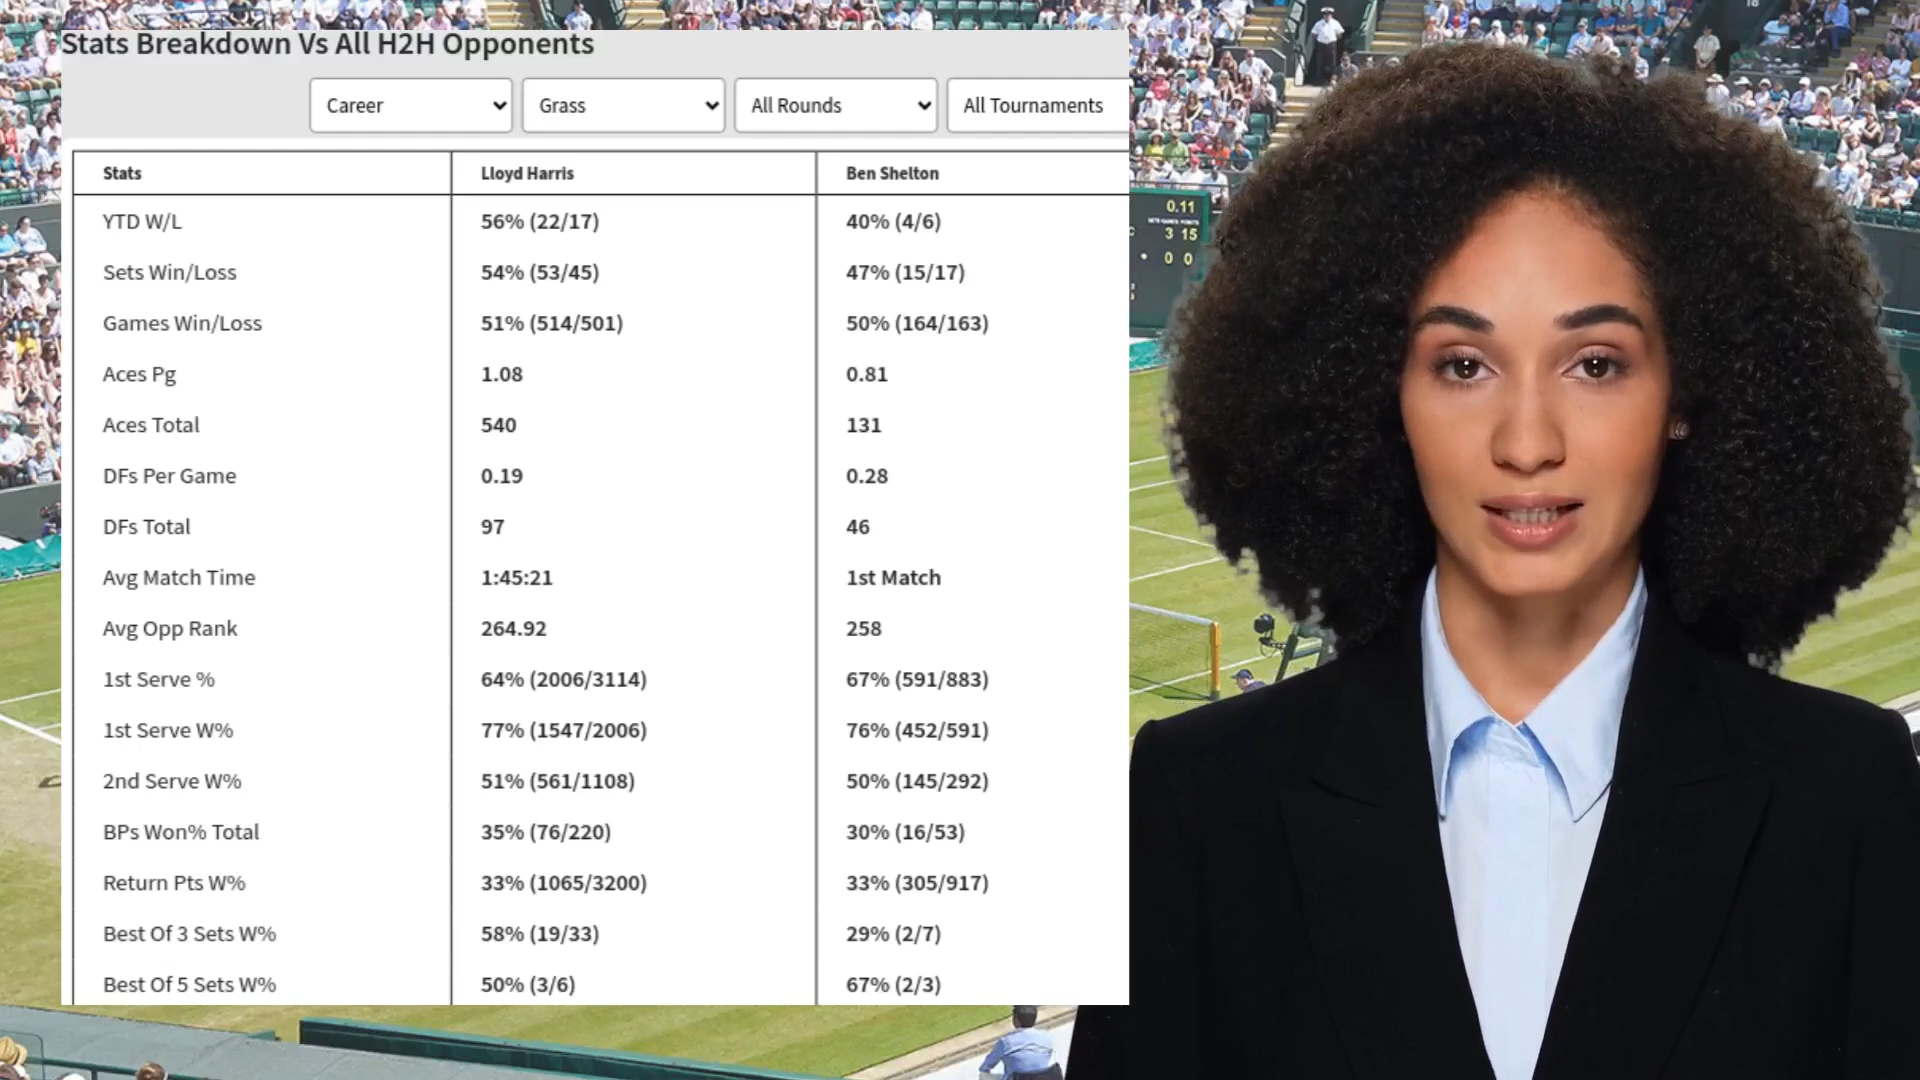 Stats Breakdown Vs All H2H Opponents
Career Grass All Rounds All Tournaments
Stats Lloyd Harris Ben Shelton
YTD W/L 56% (22/17) 40% (4/6)
Sets Win/Loss 54% (53/45) 47% (15/17)
Games Win/Loss 51% (514/501) 50% (164/163)
Aces Pg 1.08 0.81
Aces Total 540 131
DFs Per Game 0.19 0.28
DFs Total 97 46
Avg Match Time 1:45:21 1st Match
Avg Opp Rank 264.92 258
1st Serve % 64% (2006/3114) 67% (591/883)
1st Serve W% 77% (1547/2006) 76% (452/591)
2nd Serve W% 51% (561/1108) 50% (145/292)
BPs Won% Total 35% (76/220) 30% (16/53)
Return Pts W% 33% (1065/3200) 33% (305/917)
Best Of 3 Sets W% 58% (19/33) 29% (2/7)
Best Of 5 Sets W% 50% (3/6) 67% (2/3)
18
0.11
3 15
0 0